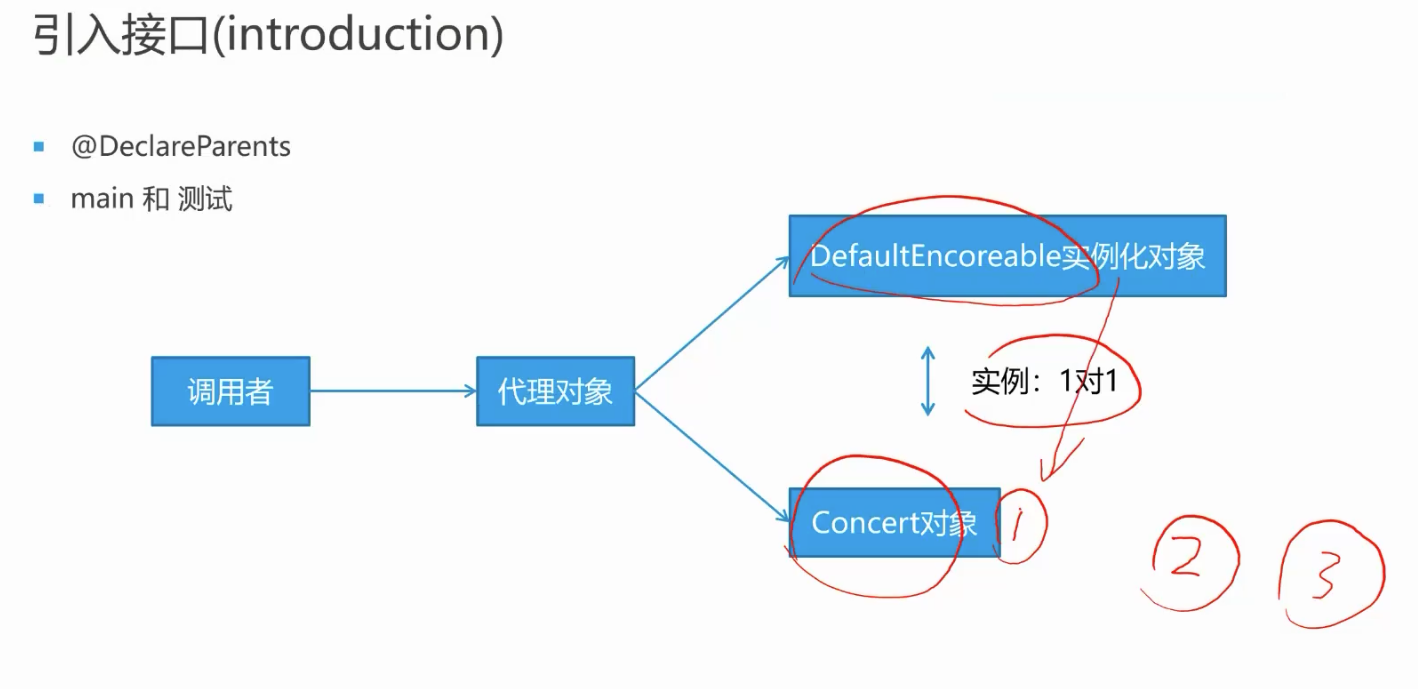 引入接口(introduction)
@DeclareParents
main 和 测试
DefaultEncoreable实例化对象
调用者
代理对象
实例：1对1
Concert对象
1
2
3